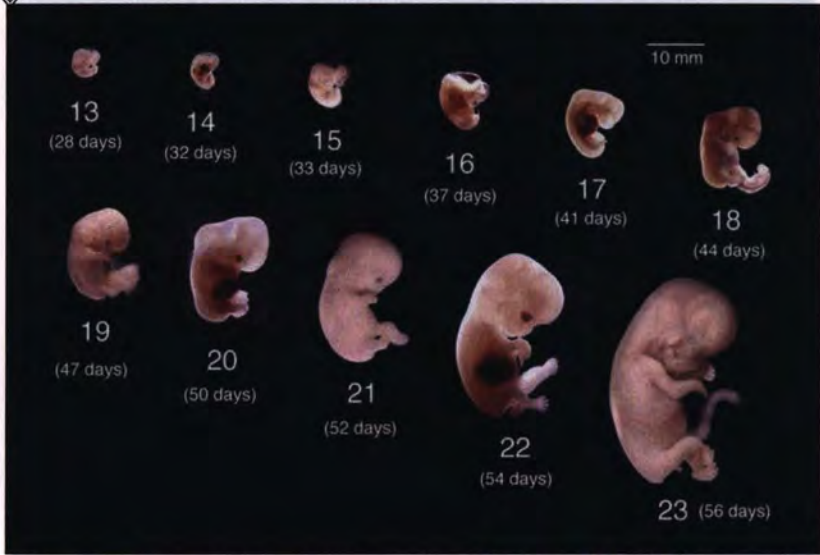 10 mm
13
(28 days)
14
(32 days)
15
(33 days)
16
(37 days)
17
(41 days)
18
(44 days)
19
(47 days)
20
(50 days)
21
(52 days)
22
(54 days)
23 (56 days)